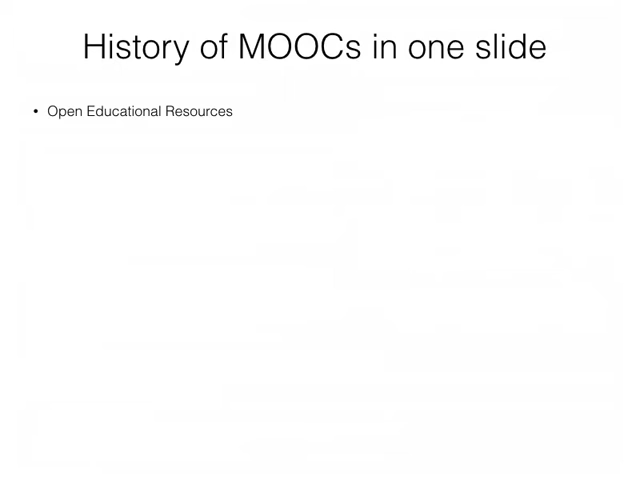 History of MOOCs in one slide
• Open Educational Resources